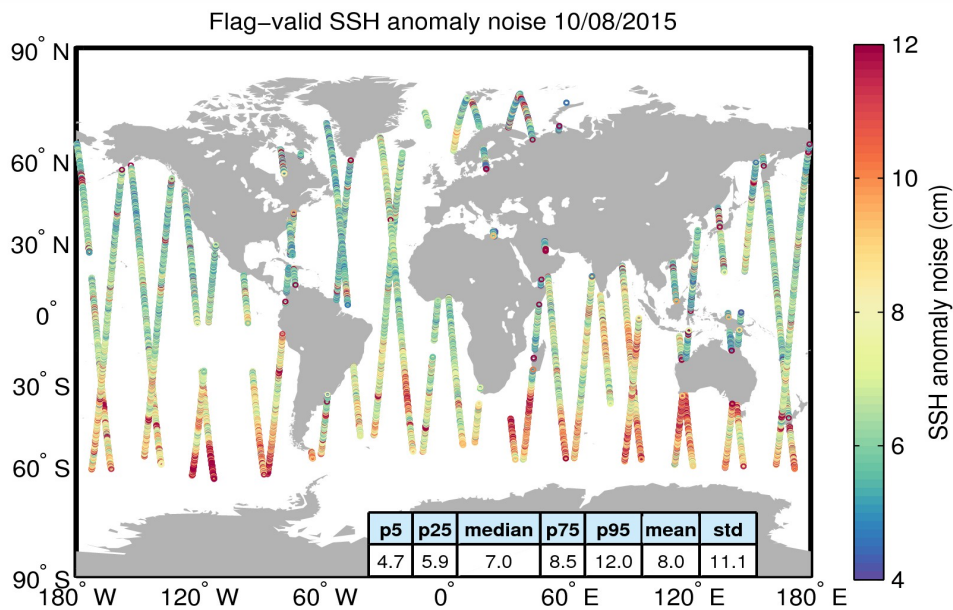 Flag−valid SSH anomaly noise 10/08/2015
90° N
60° N
30° N
0°
30° S
60° S
90° S
180° W 120° W 60° W 0° 60° E 120° E 180° E
p5 p25 median p75 p95 mean std
4.7 5.9 7.0 8.5 12.0 8.0 11.1
12
10
8
6
4
SSH anomaly noise (cm)